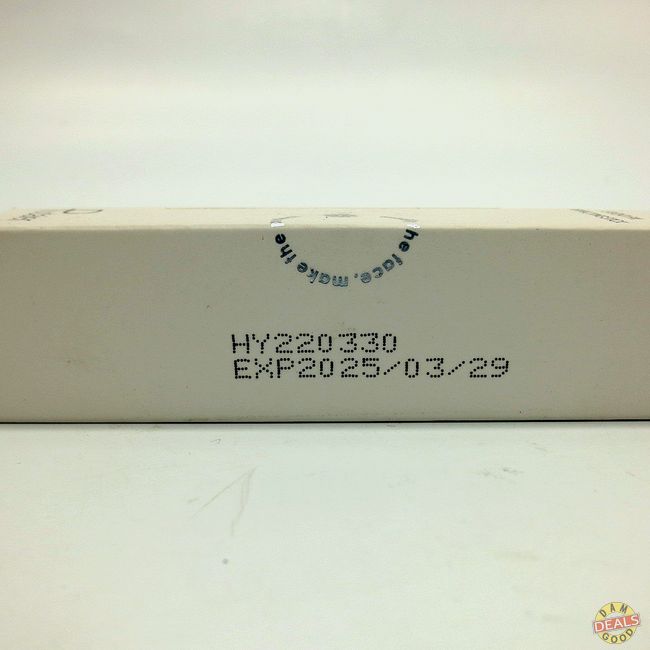 he face, make the
HY220330
EXP2025/03/29
DAM
DEALS
GOOD